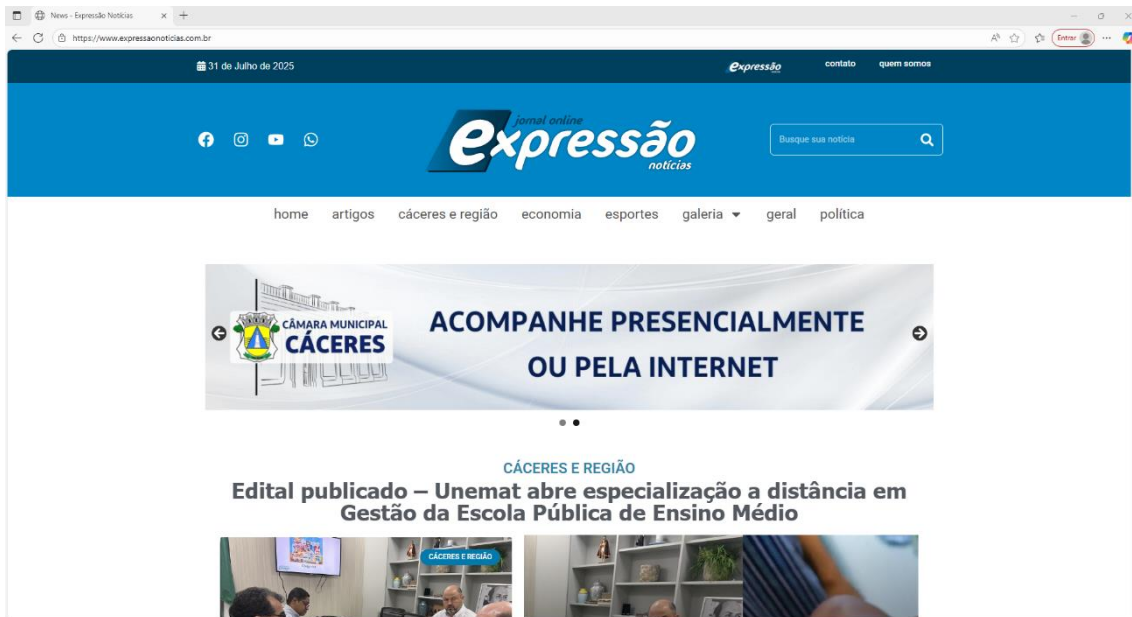 News - Expressão Notícias
https://www.expressaonoticias.com.br
Entrar
31 de Julho de 2025
expressão
contato
quem somos
jornal online
expressão
notícias
Busque sua notícia
home artigos cáceres e região economia esportes galeria geral política
CÂMARA MUNICIPAL
CÁCERES
ACOMPANHE PRESENCIALMENTE
OU PELA INTERNET
CÁCERES E REGIÃO
Edital publicado – Unemat abre especialização a distância em
Gestão da Escola Pública de Ensino Médio
CÁCERES E REGIÃO